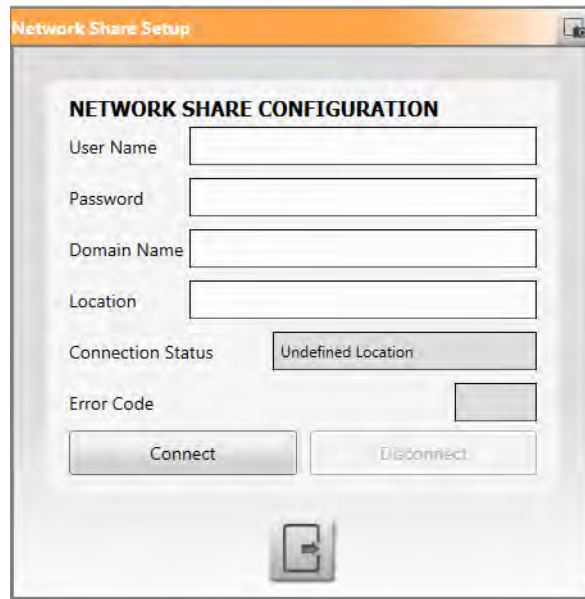 Network Share Setup
NETWORK SHARE CONFIGURATION
User Name
Password
Domain Name
Location
Connection Status Undefined Location
Error Code
Connect Disconnect